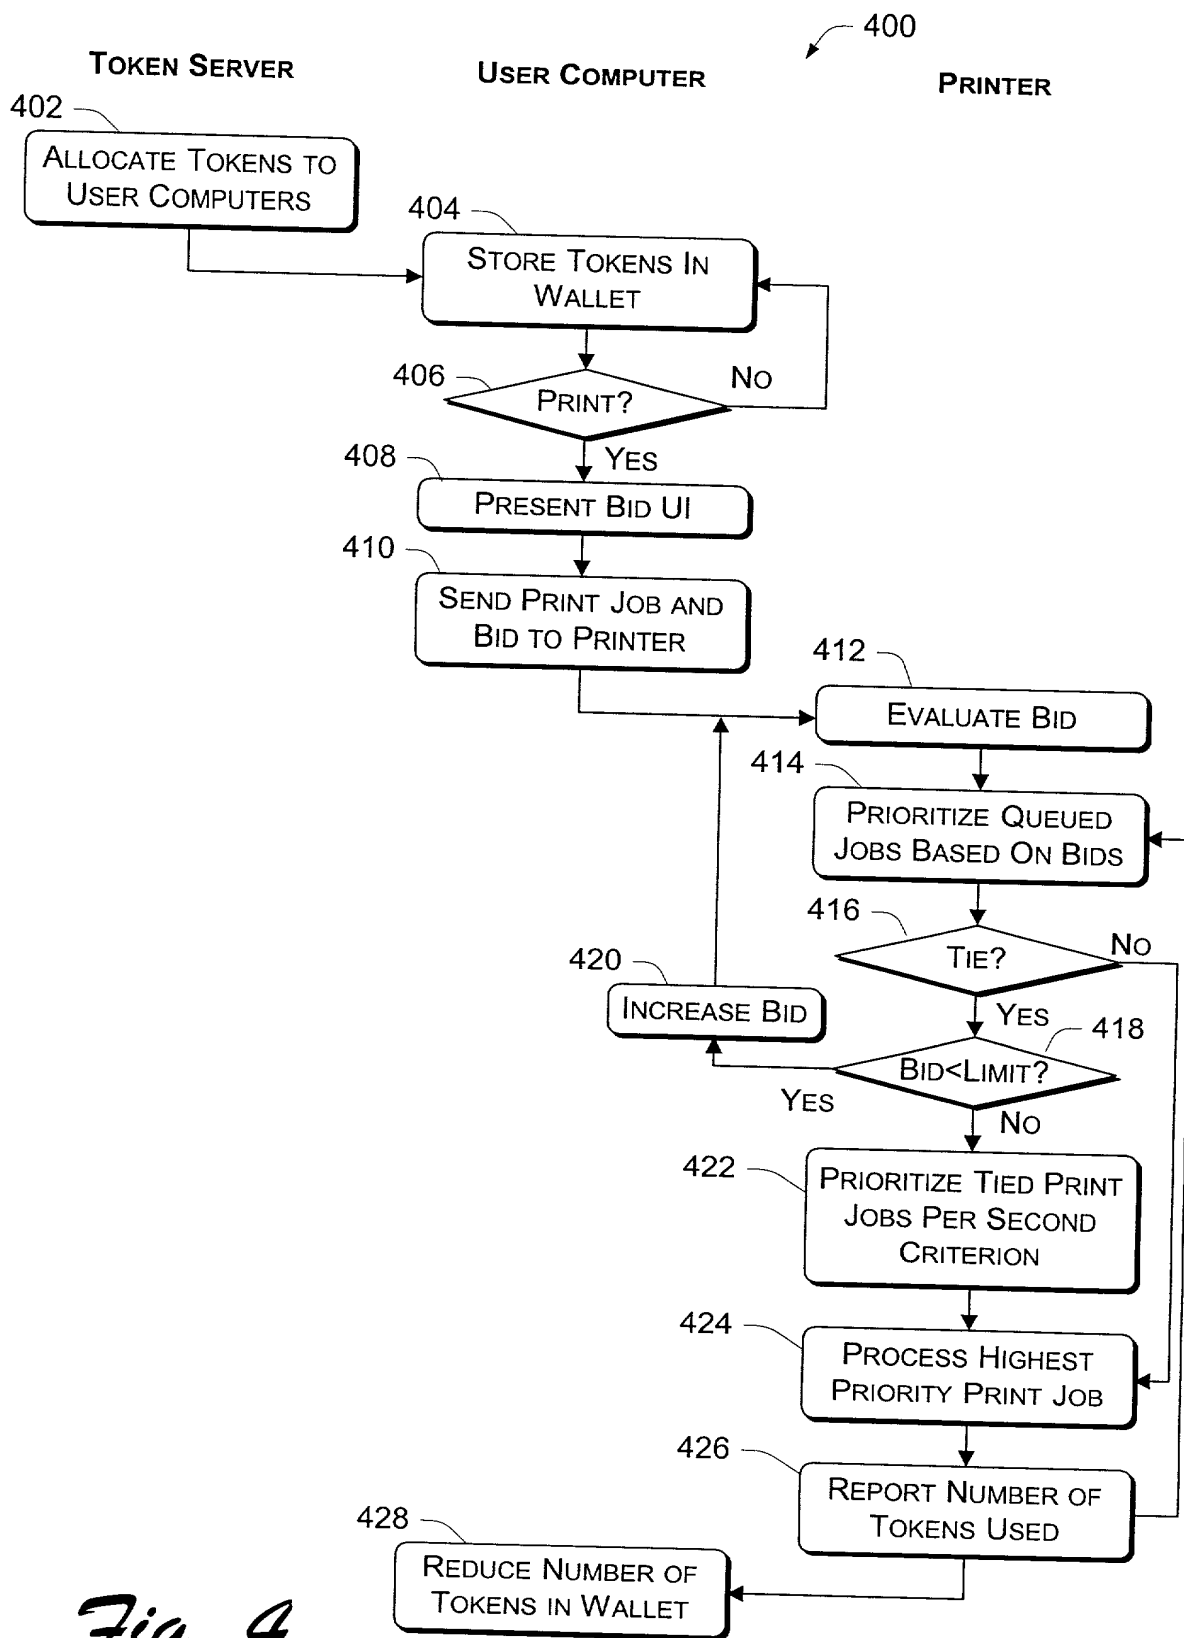 400
TOKEN SERVER
USER COMPUTER
PRINTER
402
ALLOCATE TOKENS TO
USER COMPUTERS
404
STORE TOKENS IN
WALLET
406
PRINT?
NO
YES
408
PRESENT BID UI
410
SEND PRINT JOB AND
BID TO PRINTER
412
EVALUATE BID
414
PRIORITIZE QUEUED
JOBS BASED ON BIDS
416
TIE?
NO
YES
420
INCREASE BID
418
BID<LIMIT?
YES
NO
422
PRIORITIZE TIED PRINT
JOBS PER SECOND
CRITERION
424
PROCESS HIGHEST
PRIORITY PRINT JOB
426
REPORT NUMBER OF
TOKENS USED
428
REDUCE NUMBER OF
TOKENS IN WALLET
Fig. 4